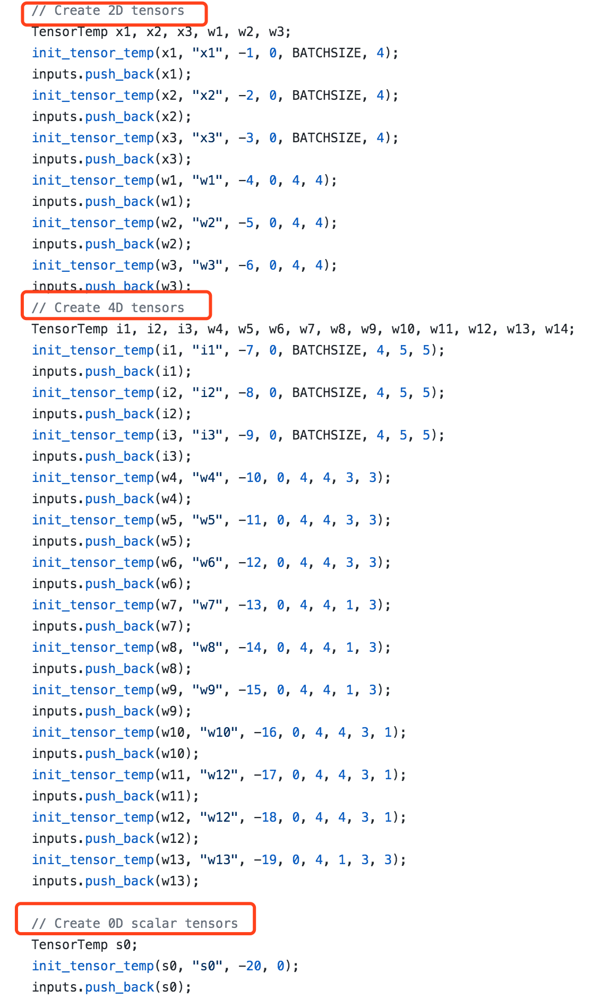 // Create 2D tensors
TensorTemp x1, x2, x3, w1, w2, w3;
init_tensor_temp(x1, "x1", -1, 0, BATCHSIZE, 4);
inputs.push_back(x1);
init_tensor_temp(x2, "x2", -2, 0, BATCHSIZE, 4);
inputs.push_back(x2);
init_tensor_temp(x3, "x3", -3, 0, BATCHSIZE, 4);
inputs.push_back(x3);
init_tensor_temp(w1, "w1", -4, 0, 4, 4);
inputs.push_back(w1);
init_tensor_temp(w2, "w2", -5, 0, 4, 4);
inputs.push_back(w2);
init_tensor_temp(w3, "w3", -6, 0, 4, 4);
inputs.push_back(w3);
// Create 4D tensors
TensorTemp i1, i2, i3, w4, w5, w6, w7, w8, w9, w10, w11, w12, w13, w14;
init_tensor_temp(i1, "i1", -7, 0, BATCHSIZE, 4, 5, 5);
inputs.push_back(i1);
init_tensor_temp(i2, "i2", -8, 0, BATCHSIZE, 4, 5, 5);
inputs.push_back(i2);
init_tensor_temp(i3, "i3", -9, 0, BATCHSIZE, 4, 5, 5);
inputs.push_back(i3);
init_tensor_temp(w4, "w4", -10, 0, 4, 4, 3, 3);
inputs.push_back(w4);
init_tensor_temp(w5, "w5", -11, 0, 4, 4, 3, 3);
inputs.push_back(w5);
init_tensor_temp(w6, "w6", -12, 0, 4, 4, 3, 3);
inputs.push_back(w6);
init_tensor_temp(w7, "w7", -13, 0, 4, 4, 1, 3);
inputs.push_back(w7);
init_tensor_temp(w8, "w8", -14, 0, 4, 4, 1, 3);
inputs.push_back(w8);
init_tensor_temp(w9, "w9", -15, 0, 4, 4, 1, 3);
inputs.push_back(w9);
init_tensor_temp(w10, "w10", -16, 0, 4, 4, 3, 1);
inputs.push_back(w10);
init_tensor_temp(w11, "w12", -17, 0, 4, 4, 3, 1);
inputs.push_back(w11);
init_tensor_temp(w12, "w12", -18, 0, 4, 4, 3, 1);
inputs.push_back(w12);
init_tensor_temp(w13, "w13", -19, 0, 4, 1, 3, 3);
inputs.push_back(w13);
// Create 0D scalar tensors
TensorTemp s0;
init_tensor_temp(s0, "s0", -20, 0);
inputs.push_back(s0);